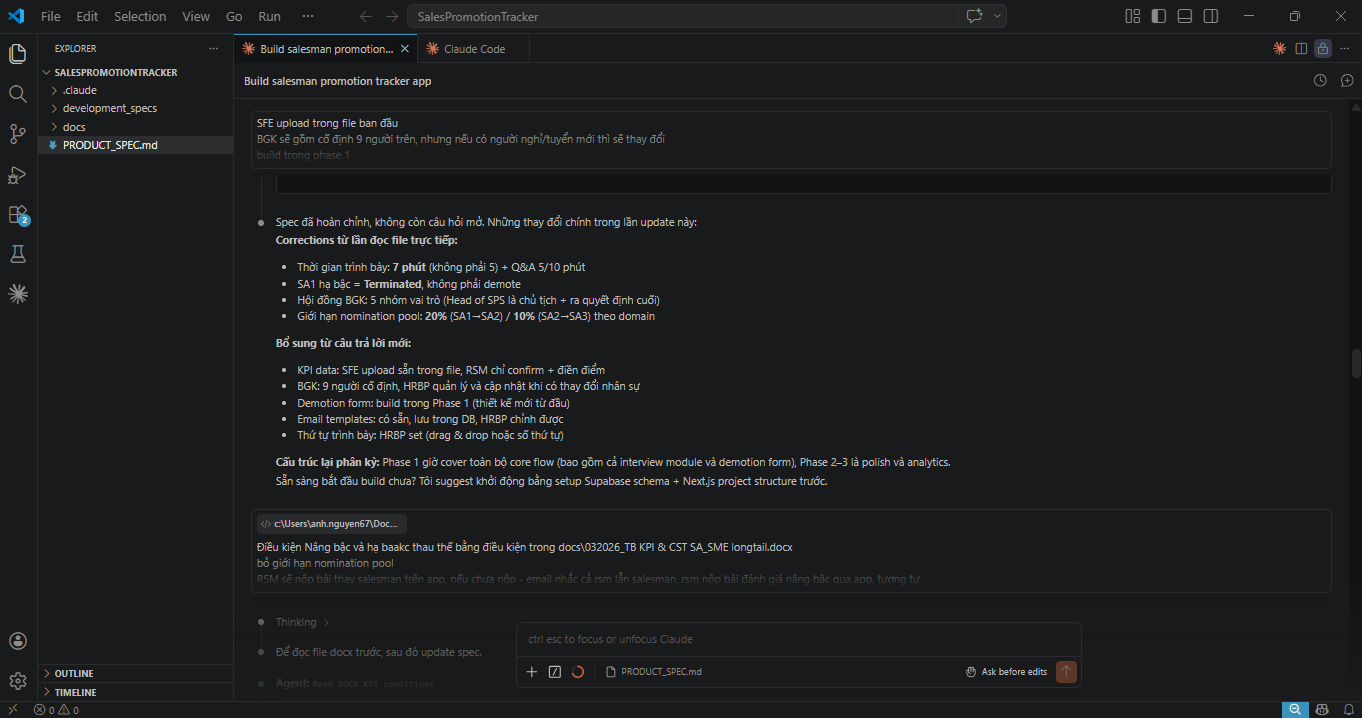 File Edit Selection View Go Run ··· SalesPromotionTracker
EXPLORER ···
SALESPROMOTIONTRACKER
.claude
development_specs
docs
PRODUCT_SPEC.md
OUTLINE
TIMELINE
2
Build salesman promotion... Claude Code
Build salesman promotion tracker app
SFE upload trong file ban đầu
BGK sẽ gồm cố định 9 người trên, nhưng nếu có người nghỉ/tuyển mới thì sẽ thay đổi
build trong phase 1
Spec đã hoàn chỉnh, không còn câu hỏi mở. Những thay đổi chính trong lần update này:
Corrections từ lần đọc file trực tiếp:
• Thời gian trình bày: 7 phút (không phải 5) + Q&A 5/10 phút
• SA1 hạ bậc = Terminated, không phải demote
• Hội đồng BGK: 5 nhóm vai trò (Head of SPS là chủ tịch + ra quyết định cuối)
• Giới hạn nomination pool: 20% (SA1→SA2) / 10% (SA2→SA3) theo domain
Bổ sung từ câu trả lời mới:
• KPI data: SFE upload sẵn trong file, RSM chỉ confirm + điền điểm
• BGK: 9 người cố định, HRBP quản lý và cập nhật khi có thay đổi nhân sự
• Demotion form: build trong Phase 1 (thiết kế mới từ đầu)
• Email templates: có sẵn, lưu trong DB, HRBP chỉnh được
• Thứ tự trình bày: HRBP set (drag & drop hoặc số thứ tự)
Cấu trúc lại phân kỳ: Phase 1 giờ cover toàn bộ core flow (bao gồm cả interview module và demotion form), Phase 2–3 là polish và analytics.
Sẵn sàng bắt đầu build chưa? Tôi suggest khởi động bằng setup Supabase schema + Next.js project structure trước.
c:\Users\anh.nguyen67\Doc...
Điều kiện Nâng bậc và hạ baakc thau thế bằng điều kiện trong docs\032026_TB KPI & CST SA_SME longtail.docx
bỏ giới hạn nomination pool
RSM sẽ nộp bài thay salesman trên app, nếu chưa nộp - email nhắc cả rsm lẫn salesman, rsm nộp bài đánh giá nâng bậc qua app, tương tự
Thinking
Để đọc file docx trước, sau đó update spec.
Agent: Read DOCX KPI conditions
ctrl esc to focus or unfocus Claude
PRODUCT_SPEC.md Ask before edits
0 0